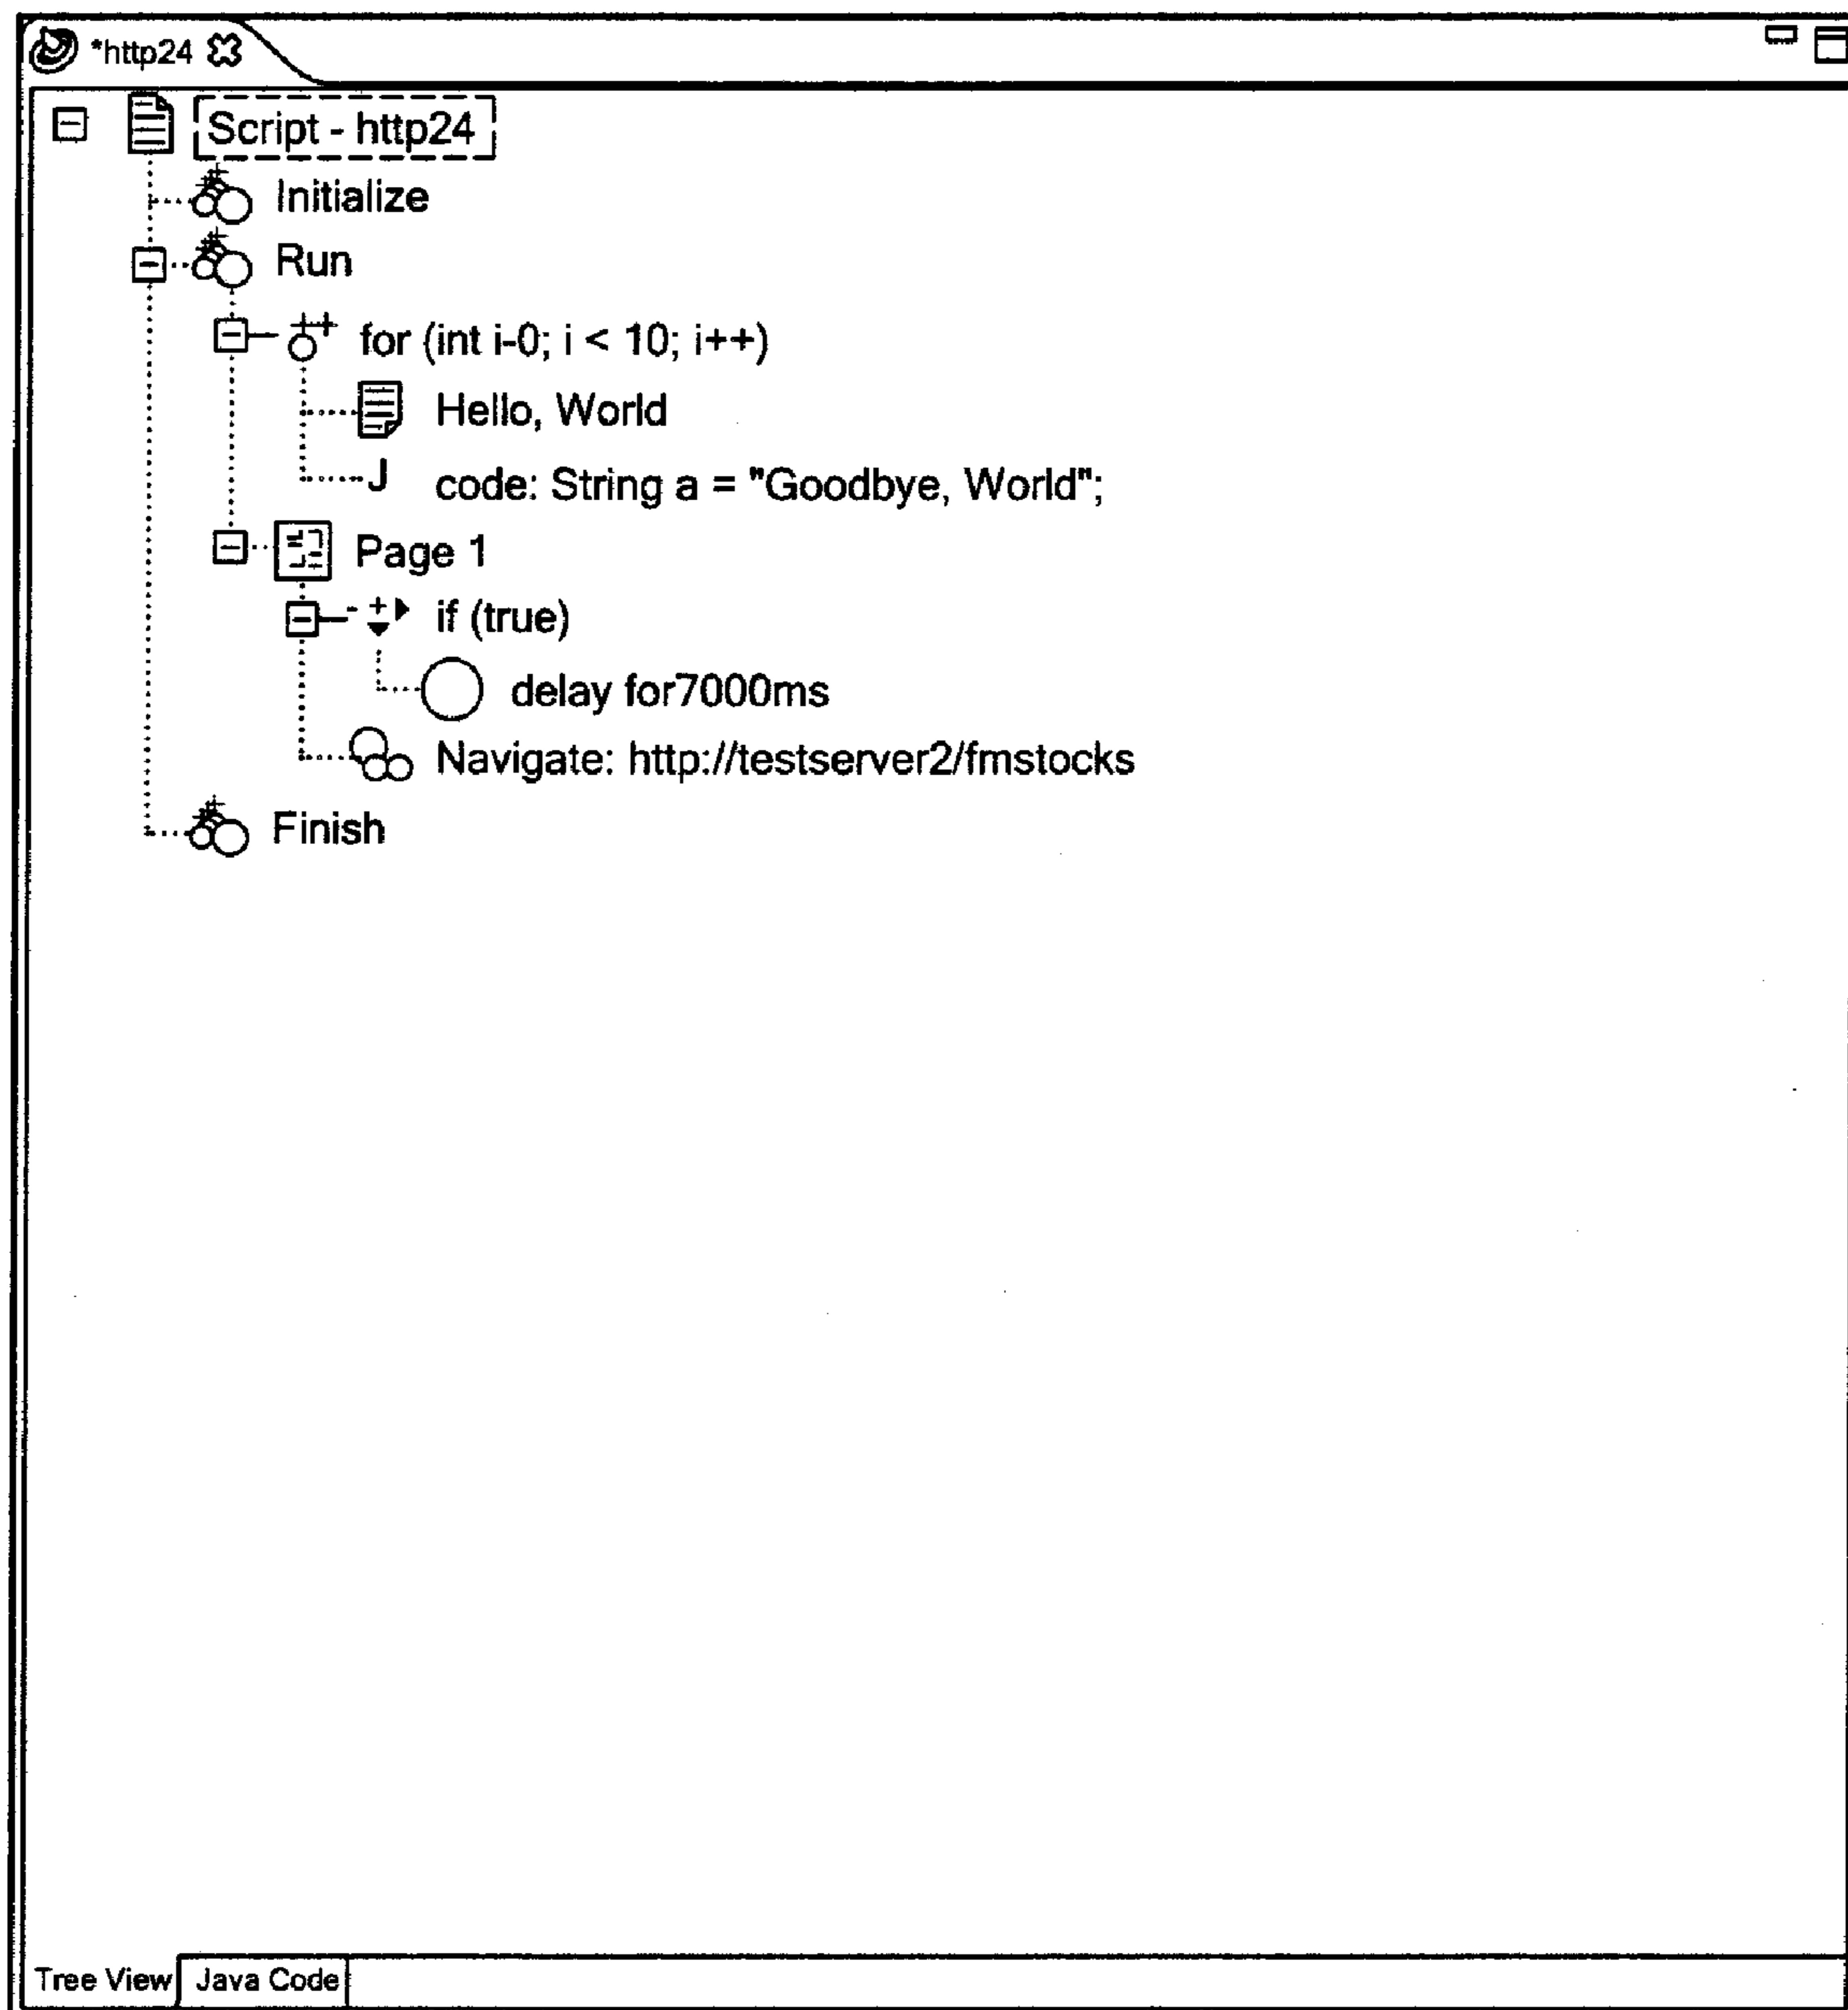 *http24
Script - http24
Initialize
Run
for (int i-0; i < 10; i++)
Hello, World
J code: String a = "Goodbye, World";
Page 1
if (true)
delay for7000ms
Navigate: http://testserver2/fmstocks
Finish
Tree View Java Code